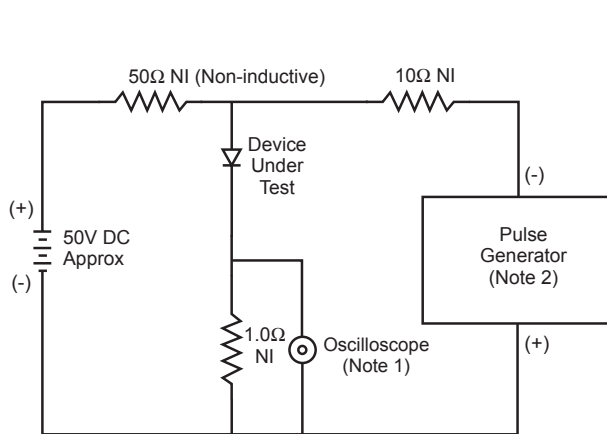 50Ω NI (Non-inductive)
10Ω NI
Device
Under
Test
(-)
(+)
50V DC
Approx
(-)
Pulse
Generator
(Note 2)
1.0Ω
NI
Oscilloscope
(Note 1)
(+)